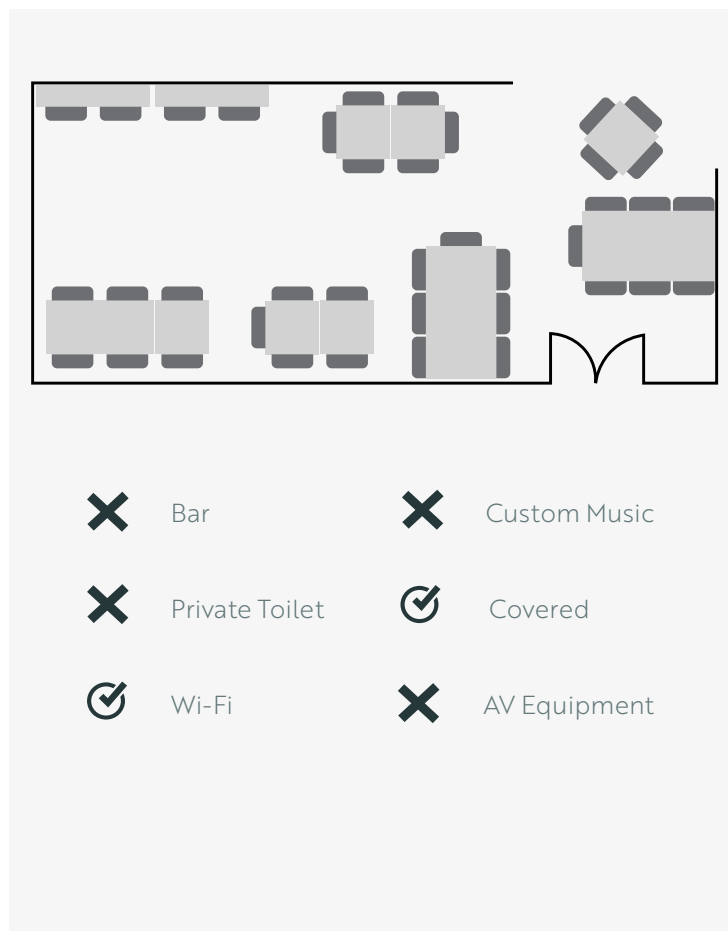 Bar
Custom Music
Private Toilet
Covered
Wi-Fi
AV Equipment